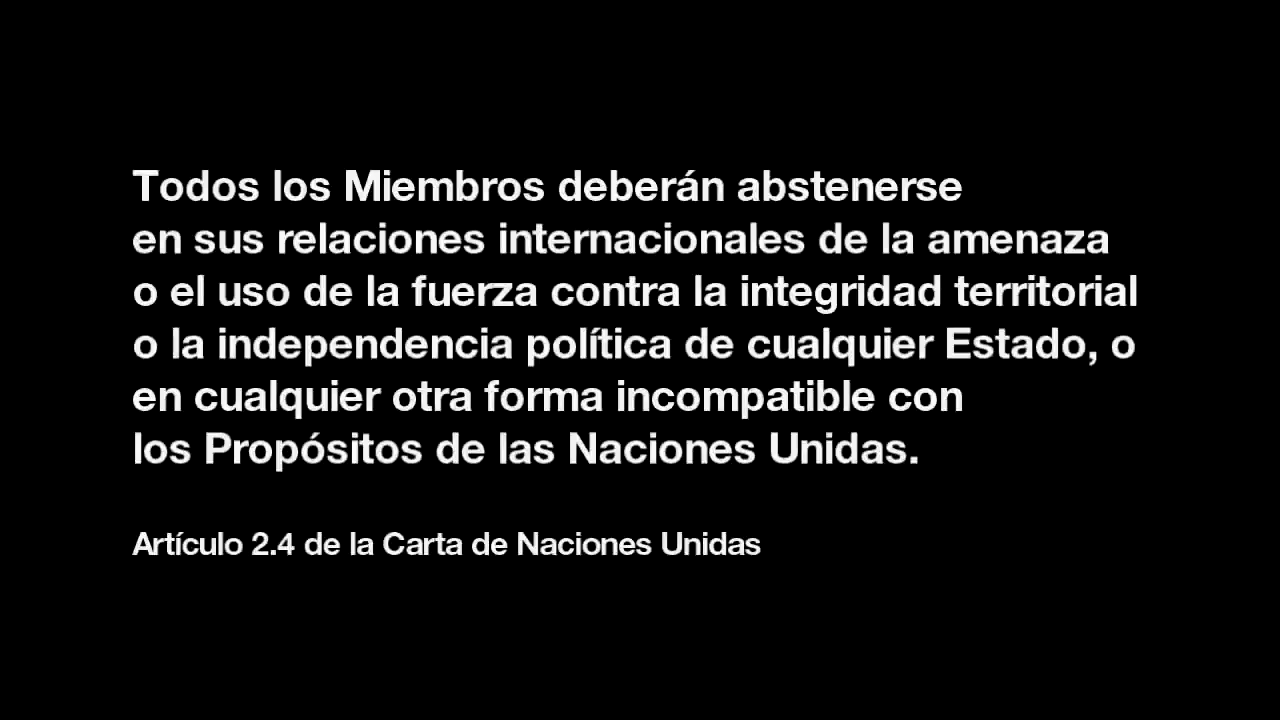 Todos los Miembros deberán abstenerse
en sus relaciones internacionales de la amenaza
o el uso de la fuerza contra la integridad territorial
o la independencia política de cualquier Estado, o
en cualquier otra forma incompatible con
los Propósitos de las Naciones Unidas.
Artículo 2.4 de la Carta de Naciones Unidas